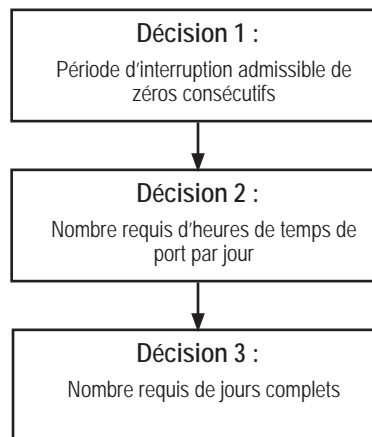 Décision 1 :
Période d'interruption admissible de
zéros consécutifs
Décision 2 :
Nombre requis d'heures de temps de
port par jour
Décision 3 :
Nombre requis de jours complets